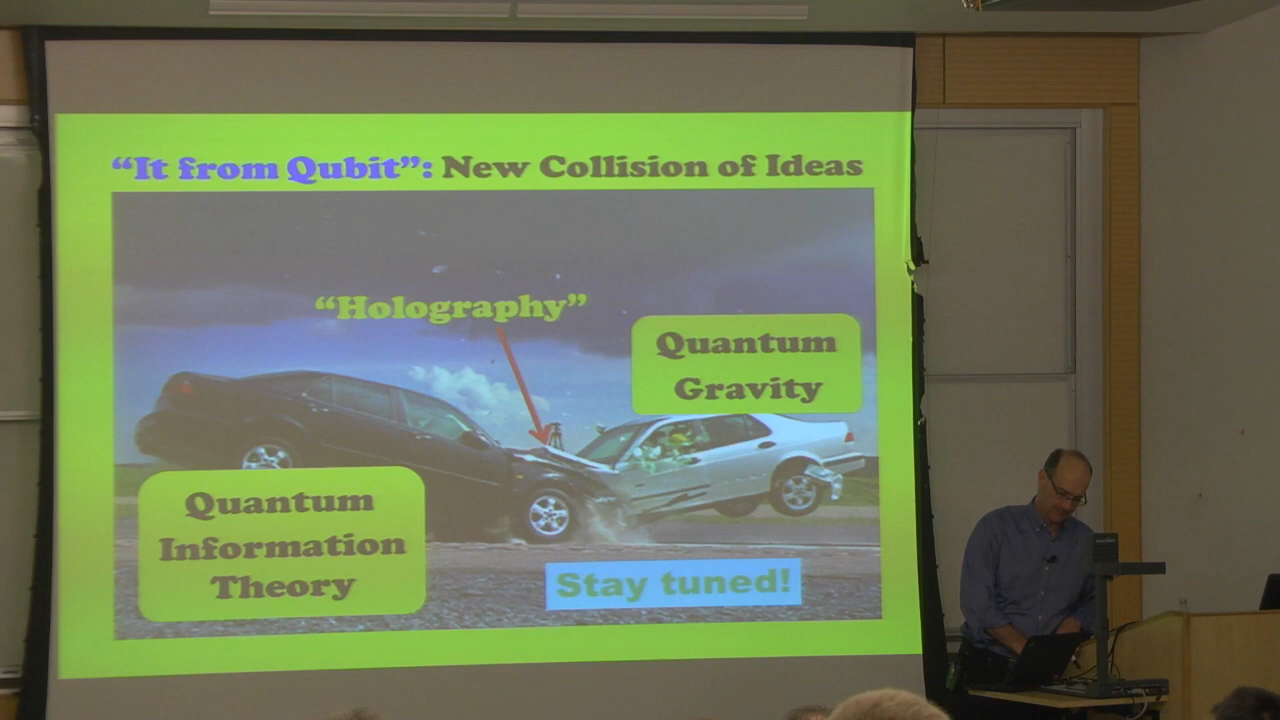 “It from Qubit”: New Collision of Ideas
“Holography”
Quantum
Gravity
Quantum
Information
Theory
Stay tuned!